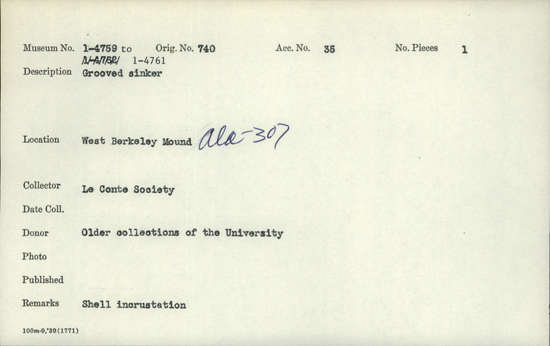 Museum No. 1-4759 to Orig. No. 740 Acc. No. 35 No. Pieces 1
1-4761
Description Grooved sinker
Location West Berkeley Mound Ala-307
Collector Le Conte Society
Date Coll.
Donor Older collections of the University
Photo
Published
Remarks Shell incrustation
100m-9,'39(1771)